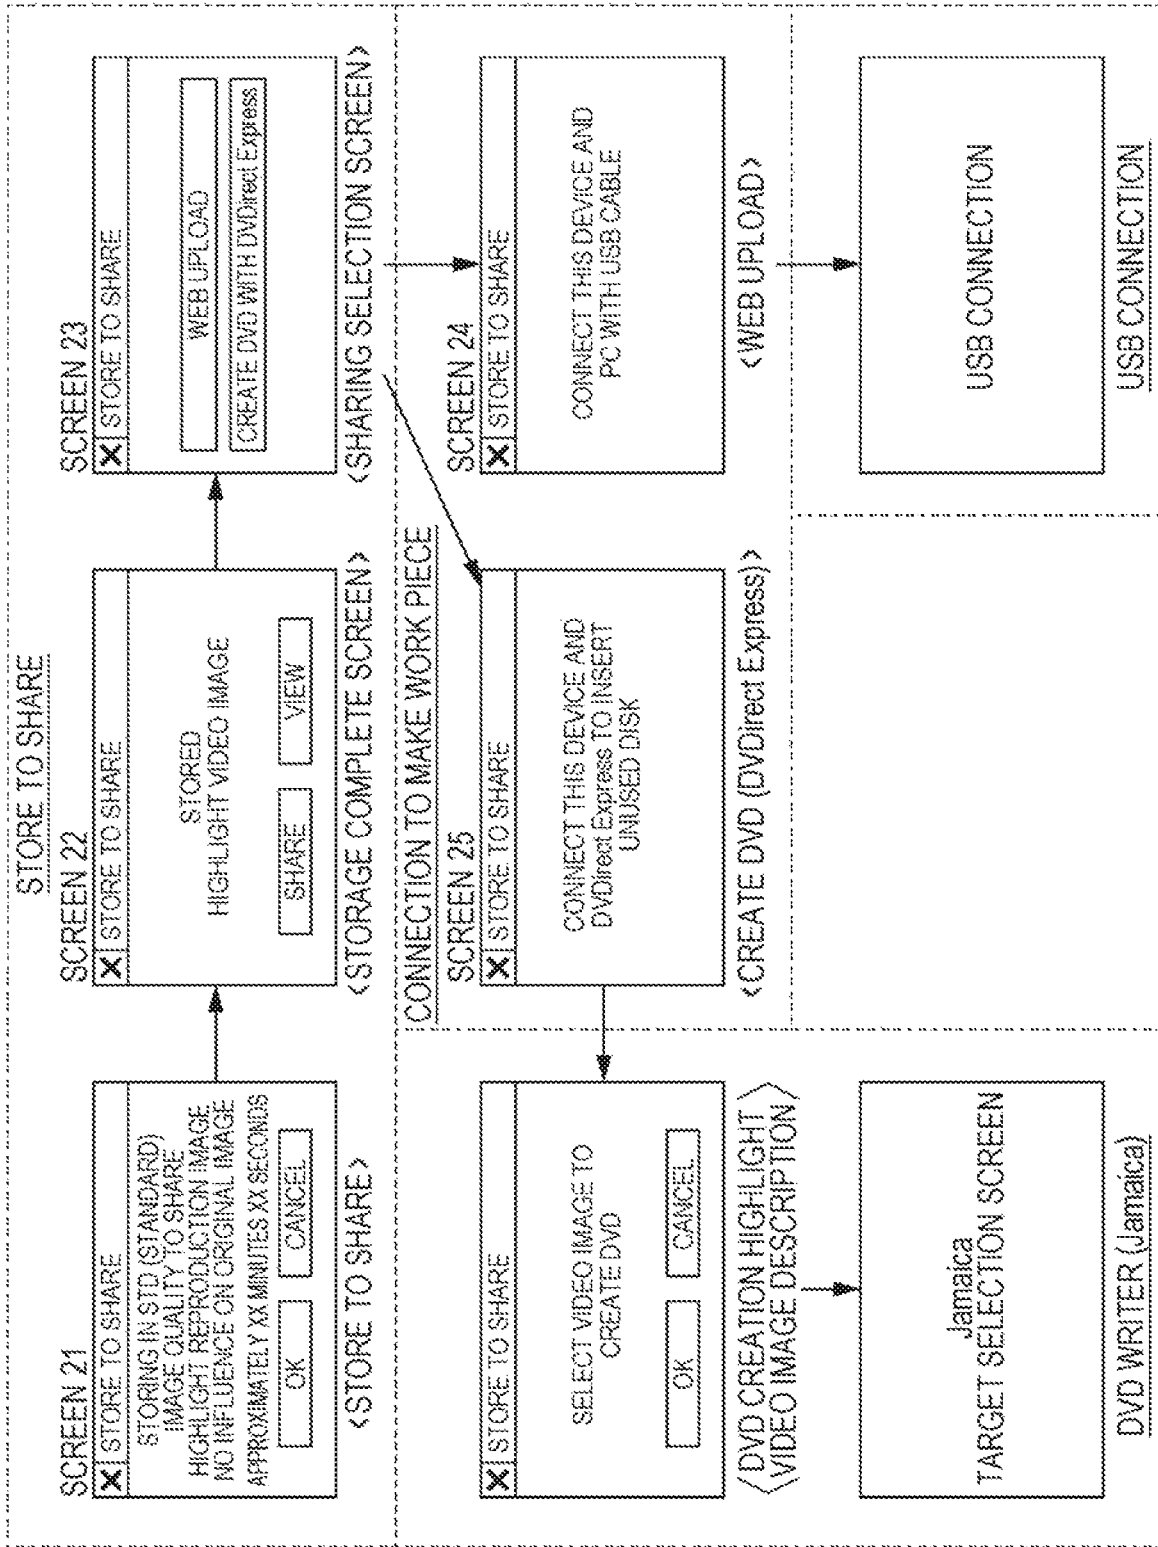 STORE TO SHARE
SCREEN 21
X STORE TO SHARE
STORING IN STD (STANDARD)
IMAGE QUALITY TO SHARE
HIGHLIGHT REPRODUCTION IMAGE
NO INFLUENCE ON ORIGINAL IMAGE
APPROXIMATELY XX MINUTES XX SECONDS
OK
CANCEL
<STORE TO SHARE>
SCREEN 22
X STORE TO SHARE
STORED
HIGHLIGHT VIDEO IMAGE
SHARE
VIEW
<STORAGE COMPLETE SCREEN>
SCREEN 23
X STORE TO SHARE
WEB UPLOAD
CREATE DVD WITH DVDirect Express
<SHARING SELECTION SCREEN>
CONNECTION TO MAKE WORK PIECE
X STORE TO SHARE
SELECT VIDEO IMAGE TO
CREATE DVD
OK
CANCEL
<DVD CREATION HIGHLIGHT
VIDEO IMAGE DESCRIPTION>
SCREEN 25
X STORE TO SHARE
CONNECT THIS DEVICE AND
DVDirect Express TO INSERT
UNUSED DISK
<CREATE DVD (DVDirect Express)>
SCREEN 24
X STORE TO SHARE
CONNECT THIS DEVICE AND
PC WITH USB CABLE
<WEB UPLOAD>
Jamaica
TARGET SELECTION SCREEN
DVD WRITER (Jamaica)
USB CONNECTION
USB CONNECTION